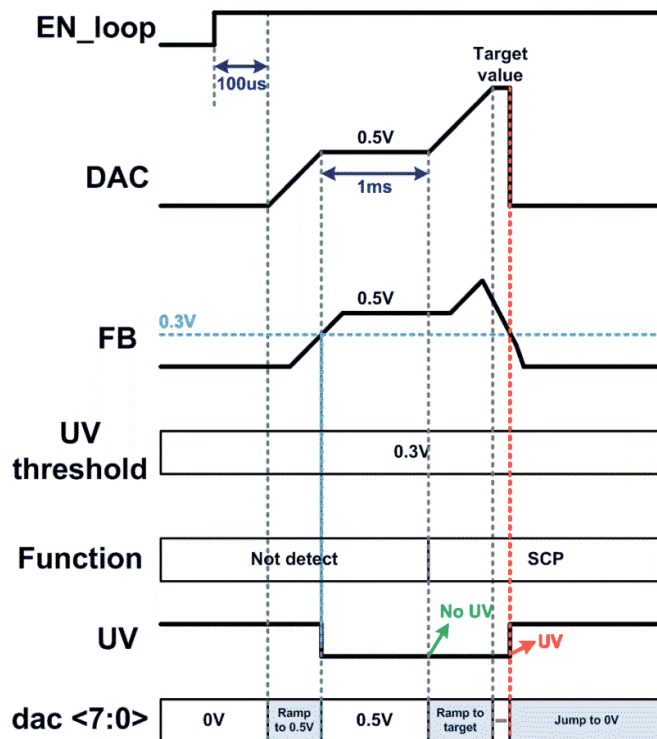 EN_loop
100us
Target
value
0.5V
DAC
1ms
0.5V
0.3V
FB
UV
threshold
0.3V
Function
Not detect
SCP
No UV
UV
UV
dac <7:0>
0V
Ramp
to 0.5V
0.5V
Ramp to
target
Jump to 0V